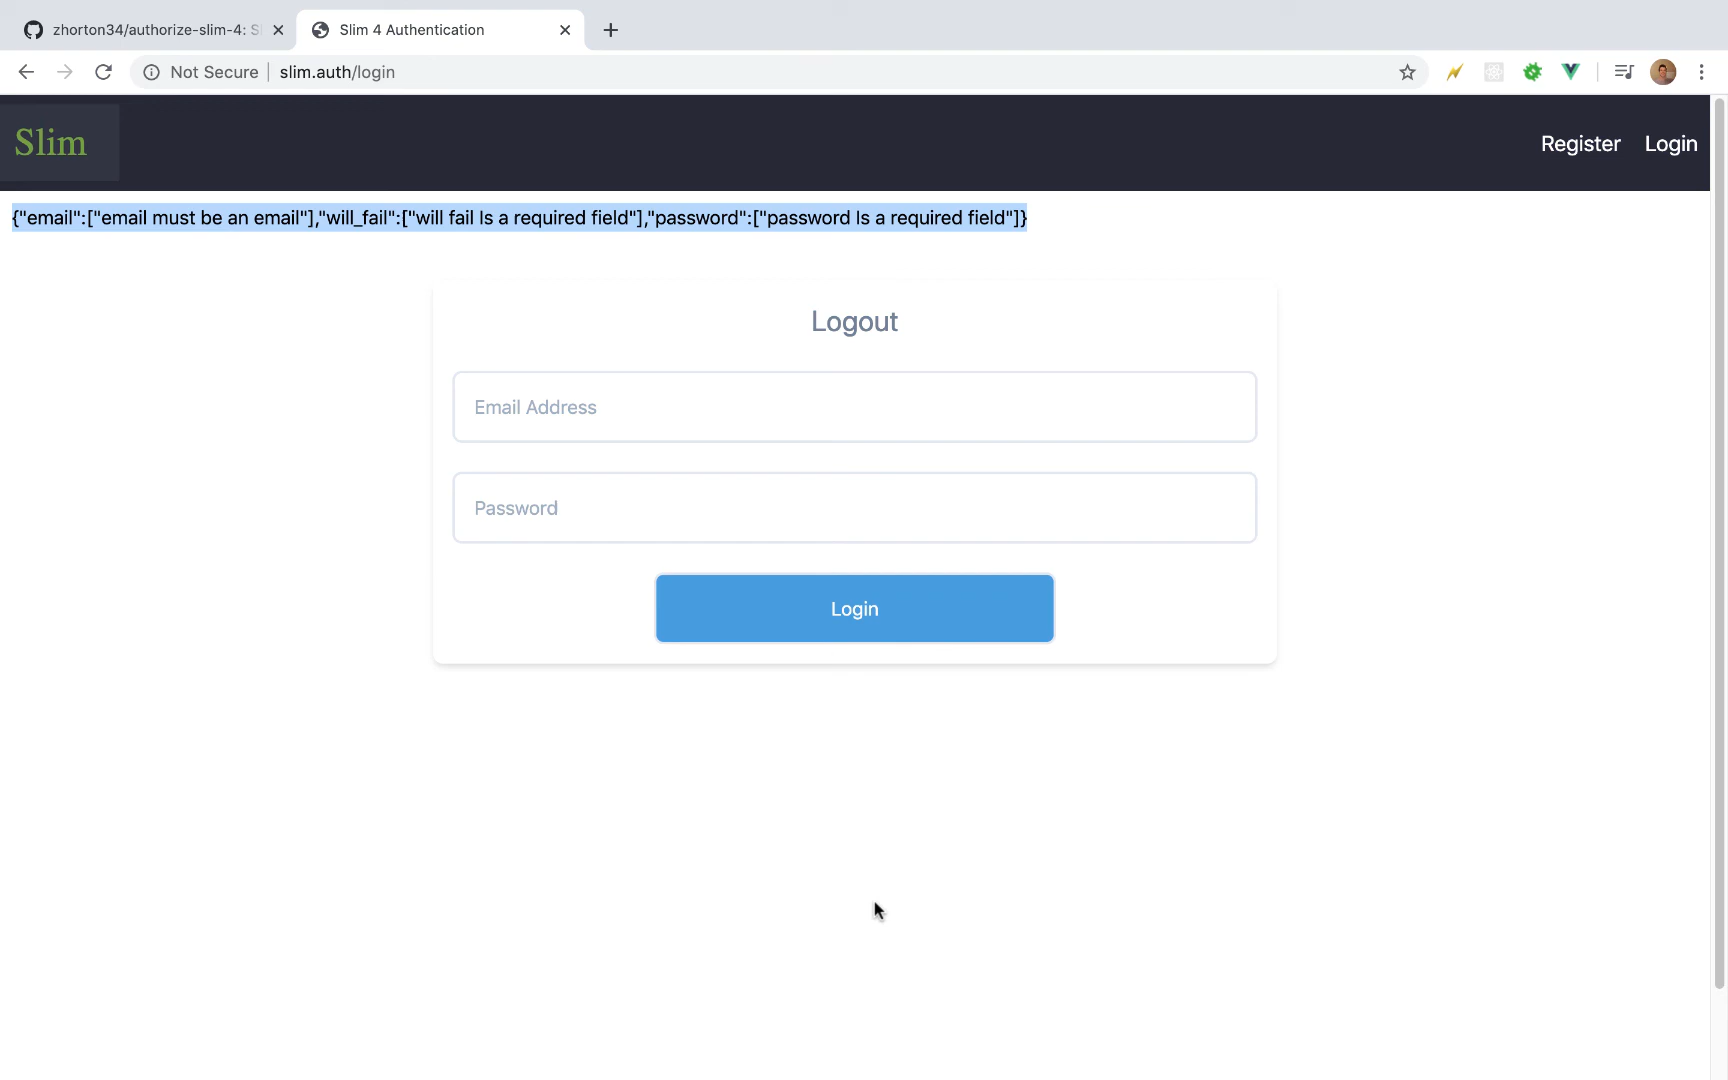 zhorton34/authorize-slim-4: Sl
Slim 4 Authentication
Not Secure
slim.auth/login
Slim
Register
Login
{"email":["email must be an email"],"will_fail":["will fail Is a required field"],"password":["password Is a required field"]}
Logout
Email Address
Password
Login